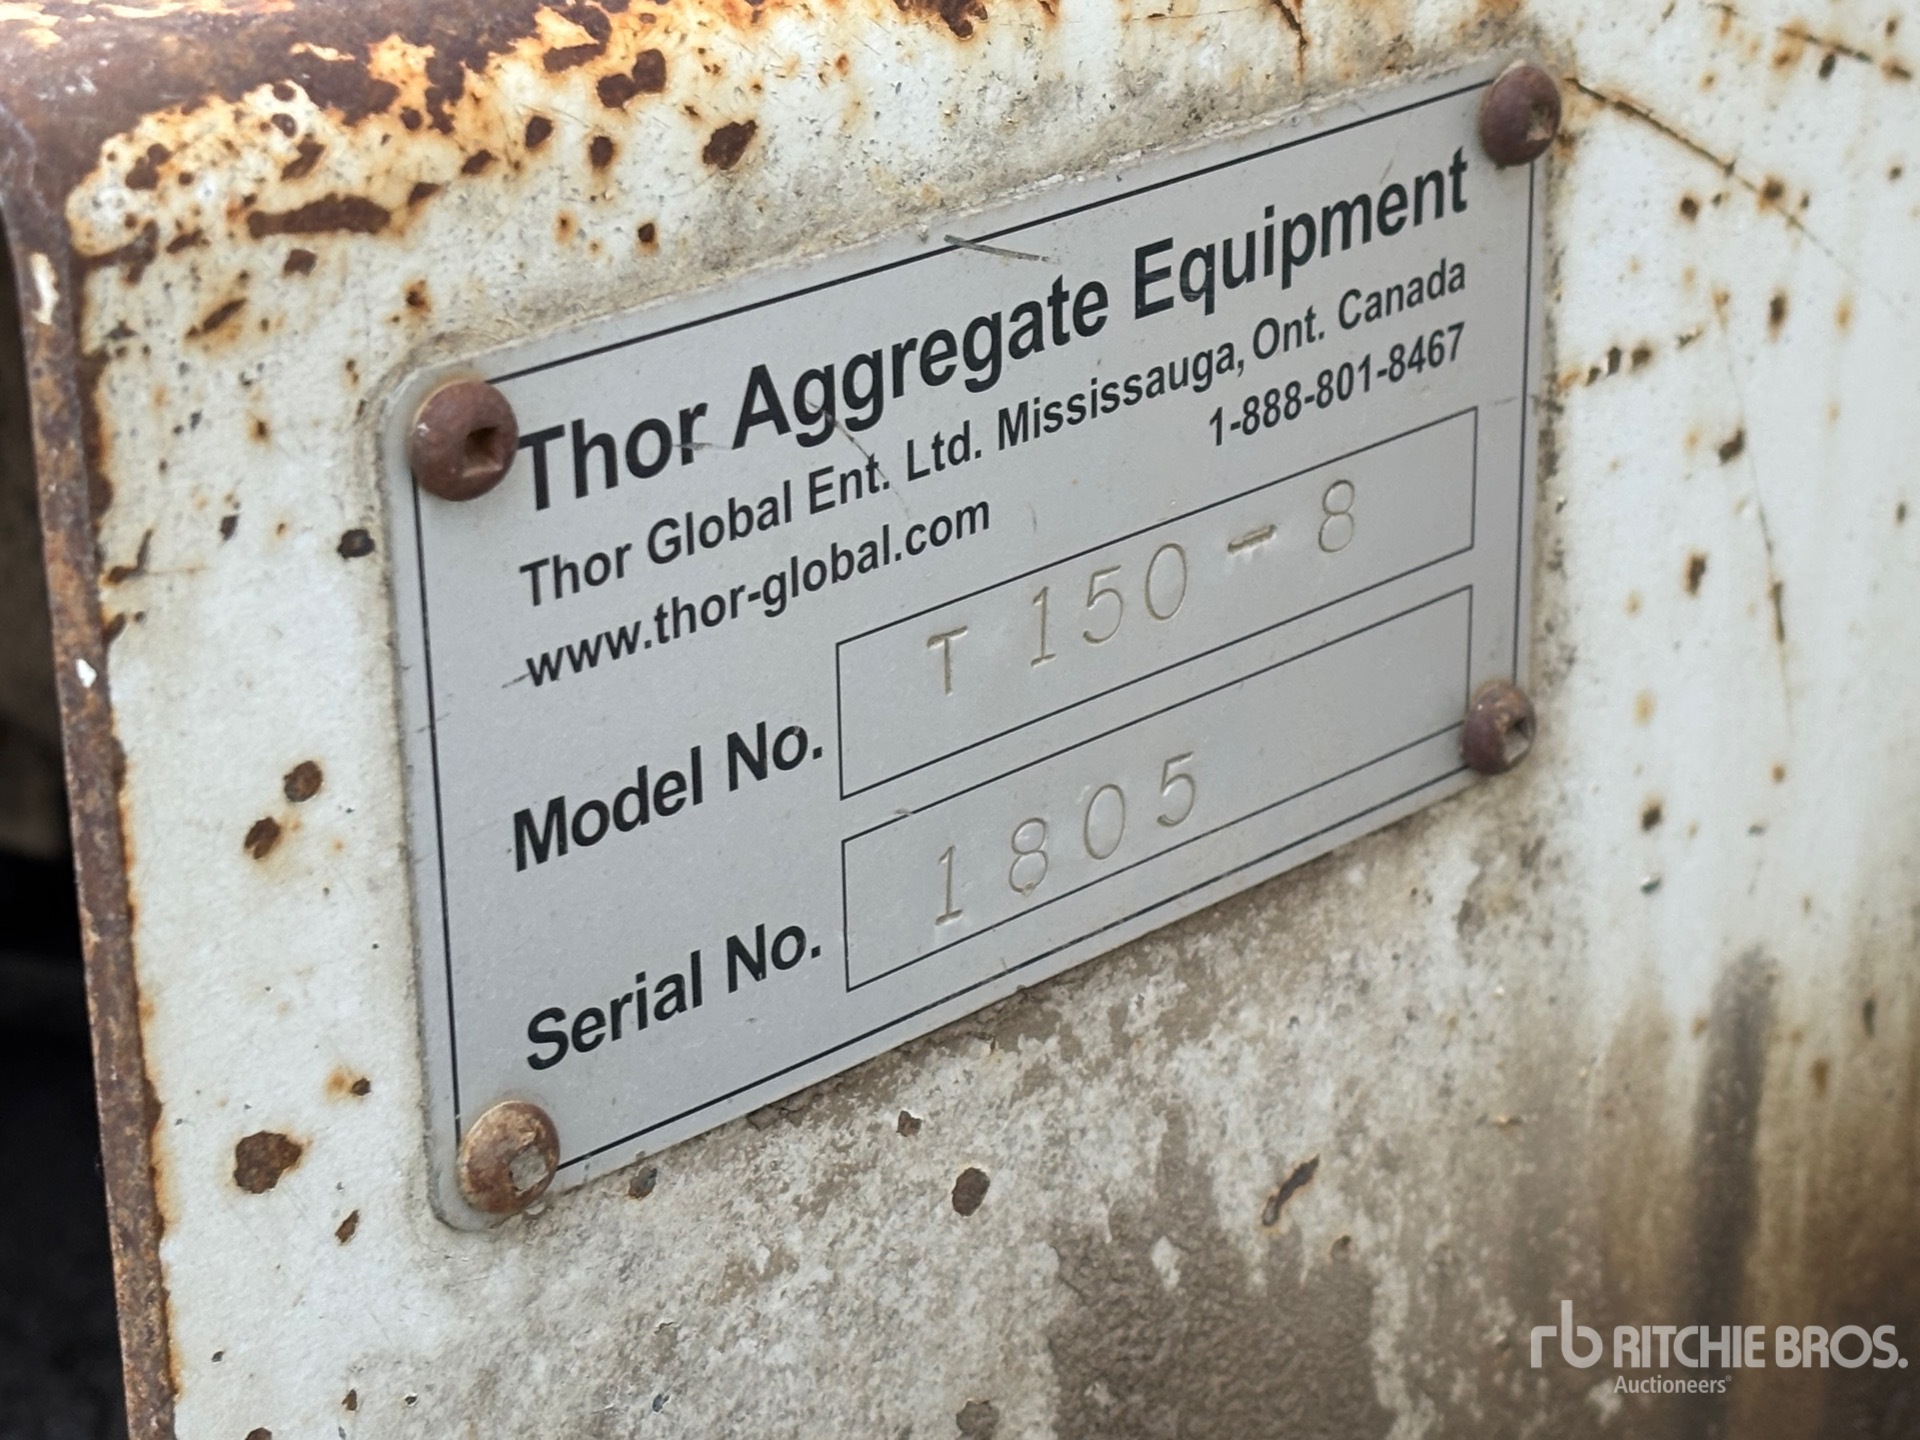 Thor Aggregate Equipment
Thor Global Ent. Ltd. Mississauga, Ont. Canada
www.thor-global.com 1-888-801-8467
Model No. T 150 - 8
Serial No. 1805
rb RITCHIE BROS.
Auctioneers